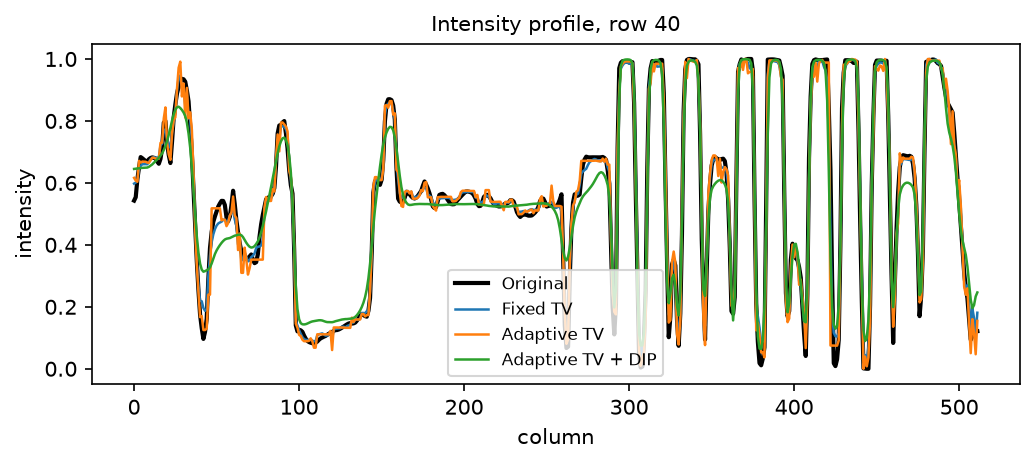 Intensity profile, row 40
1.0
0.8
0.6
0.4
0.2
0.0
intensity
Original
Fixed TV
Adaptive TV
Adaptive TV + DIP
0 100 200 300 400 500
column